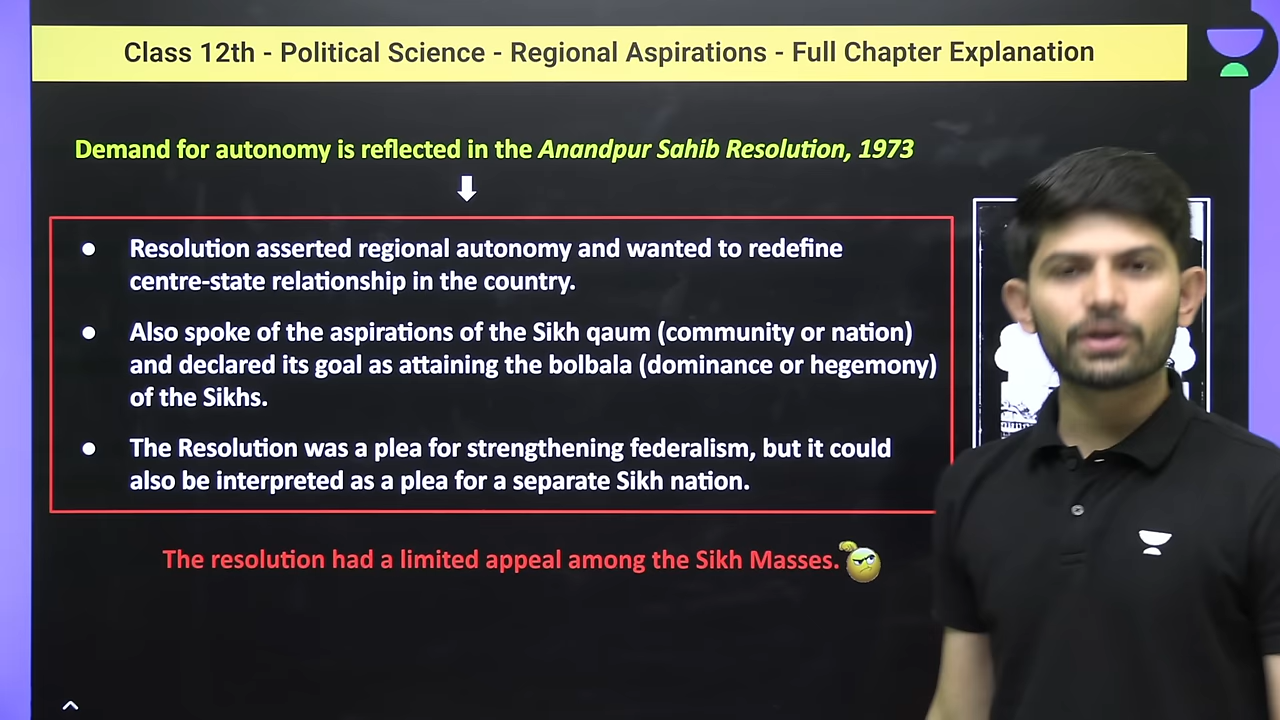 Class 12th - Political Science - Regional Aspirations - Full Chapter Explanation
Demand for autonomy is reflected in the Anandpur Sahib Resolution, 1973
● Resolution asserted regional autonomy and wanted to redefine
centre-state relationship in the country.
● Also spoke of the aspirations of the Sikh qaum (community or nation)
and declared its goal as attaining the bolbala (dominance or hegemony)
of the Sikhs.
● The Resolution was a plea for strengthening federalism, but it could
also be interpreted as a plea for a separate Sikh nation.
The resolution had a limited appeal among the Sikh Masses.